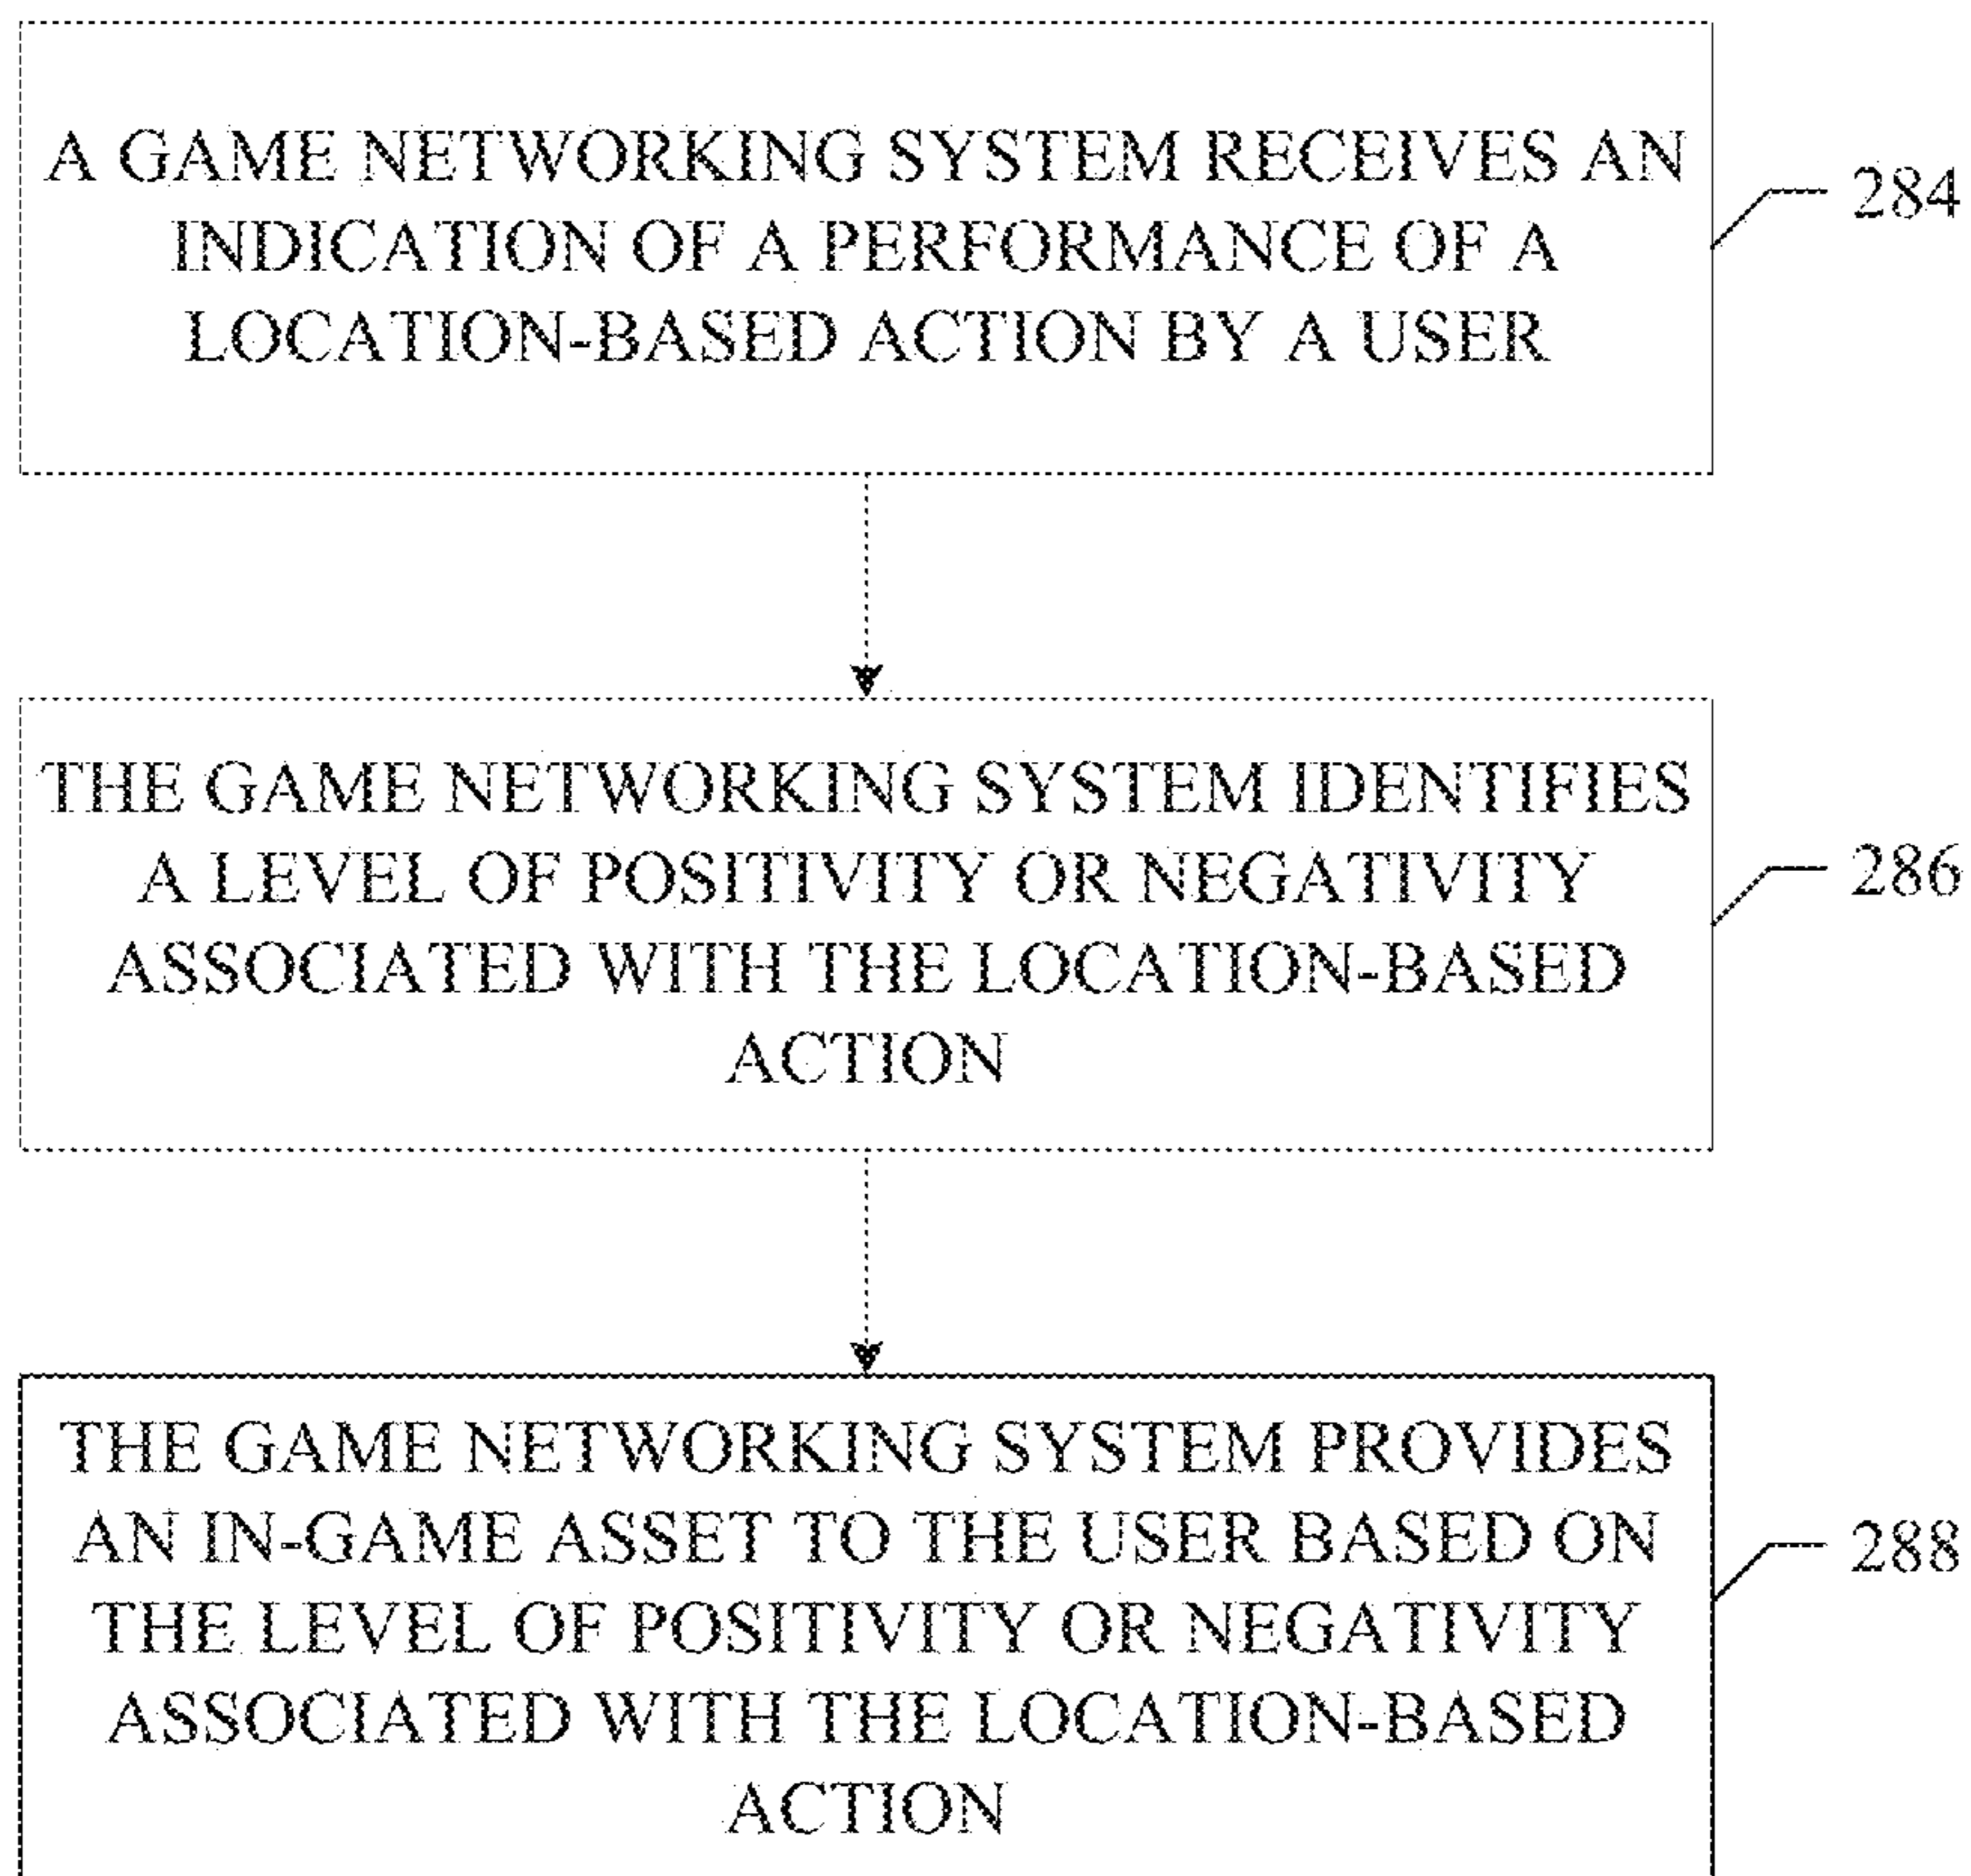 A GAME NETWORKING SYSTEM RECEIVES AN
INDICATION OF A PERFORMANCE OF A
LOCATION-BASED ACTION BY A USER
284
THE GAME NETWORKING SYSTEM IDENTIFIES
A LEVEL OF POSITIVITY OR NEGATIVITY
ASSOCIATED WITH THE LOCATION-BASED
ACTION
286
THE GAME NETWORKING SYSTEM PROVIDES
AN IN-GAME ASSET TO THE USER BASED ON
THE LEVEL OF POSITIVITY OR NEGATIVITY
ASSOCIATED WITH THE LOCATION-BASED
ACTION
288